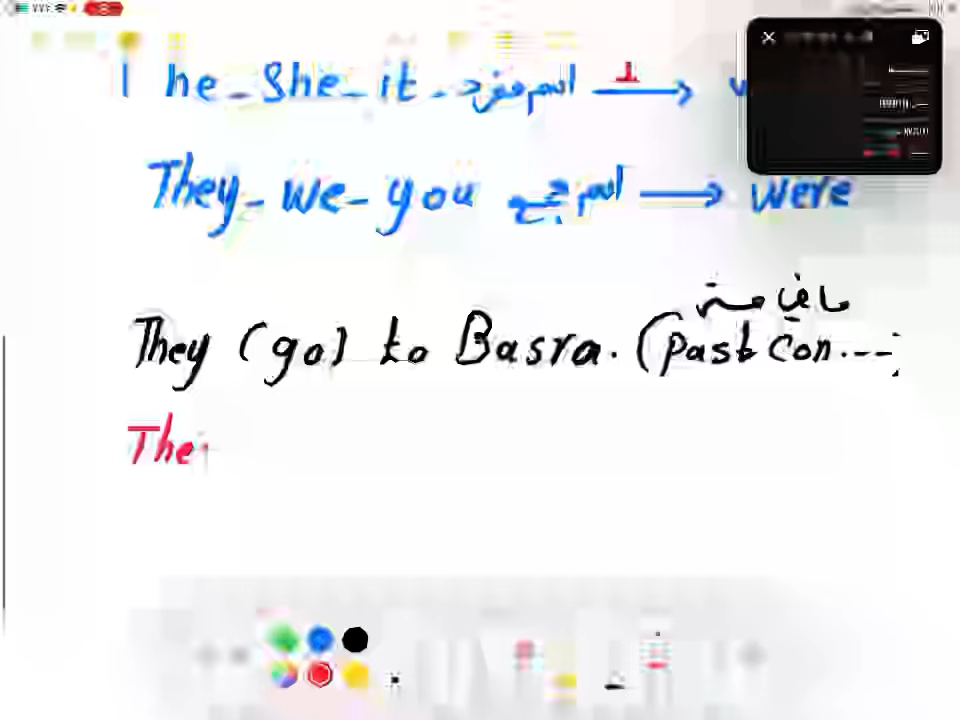 I he_She_it_اسم مفرد →
They_we_you اسم جمع → were
ماضي مستمر
They (go) to Basra. (Past Con...
The